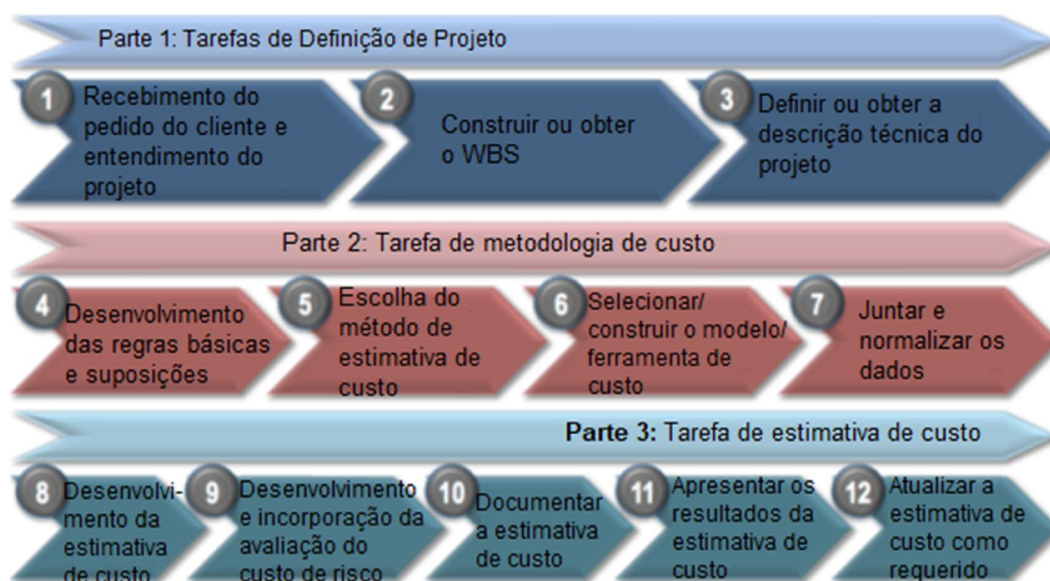 Parte 1: Tarefas de Definição de Projeto
1
Recebimento do
pedido do cliente e
entendimento do
projeto
2
Construir ou obter
o WBS
3
Definir ou obter a
descrição técnica do
projeto
Parte 2: Tarefa de metodologia de custo
4
Desenvolvimento
das regras básicas
e suposições
5
Escolha do
método de
estimativa de
custo
6
Selecionar/
construir o modelo/
ferramenta de
custo
7
Juntar e
normalizar os
dados
Parte 3: Tarefa de estimativa de custo
8
Desenvolvi-
mento da
estimativa
de custo
9
Desenvolvimento
e incorporação da
avaliação do
custo de risco
10
Documentar
a estimativa
de custo
11
Apresentar os
resultados da
estimativa de
custo
12
Atualizar a
estimativa de
custo como
requerido